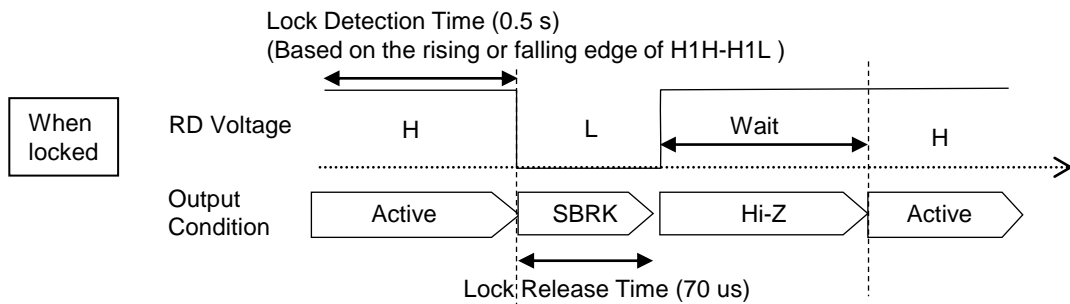 Lock Detection Time (0.5 s)
(Based on the rising or falling edge of H1H-H1L )
When
locked
RD Voltage
H
L
Wait
H
Output
Condition
Active
SBRK
Hi-Z
Active
Lock Release Time (70 us)